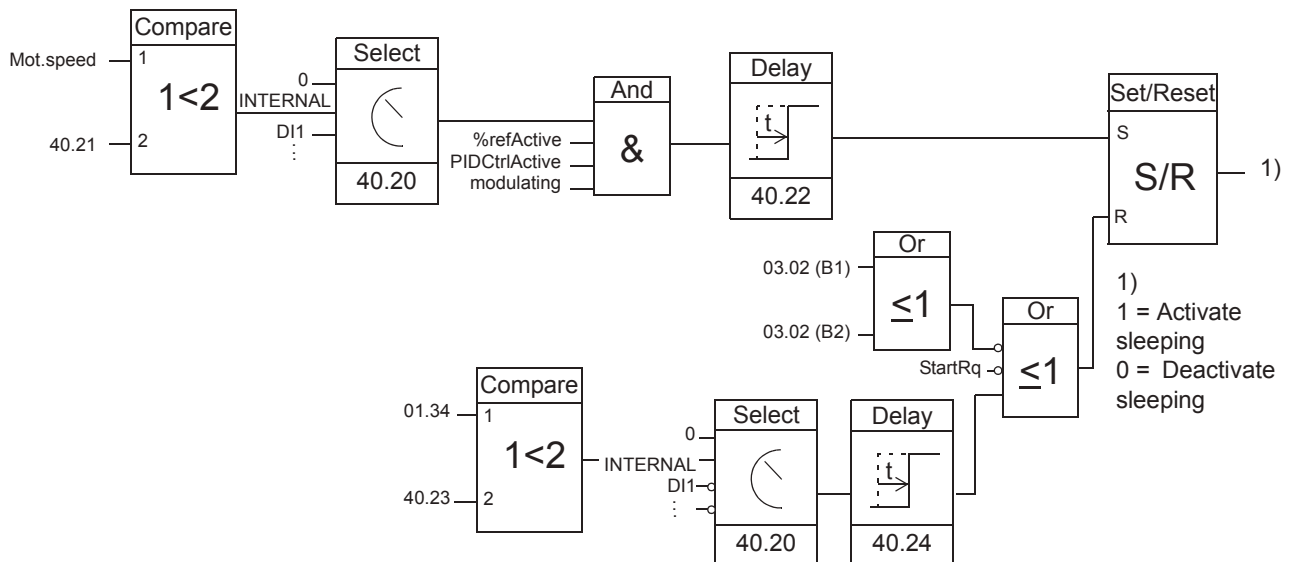 Compare
Mot.speed
1
1<2
40.21
2
Select
0
INTERNAL
DI1
⋮
40.20
And
&
%refActive
PIDCtrlActive
modulating
Delay
t
40.22
Set/Reset
S
S/R
R
1)
Or
03.02 (B1)
≤1
03.02 (B2)
Or
StartRq
≤1
1)
1 = Activate
sleeping
0 = Deactivate
sleeping
Compare
01.34
1
1<2
40.23
2
Select
0
INTERNAL
DI1
⋮
40.20
Delay
t
40.24